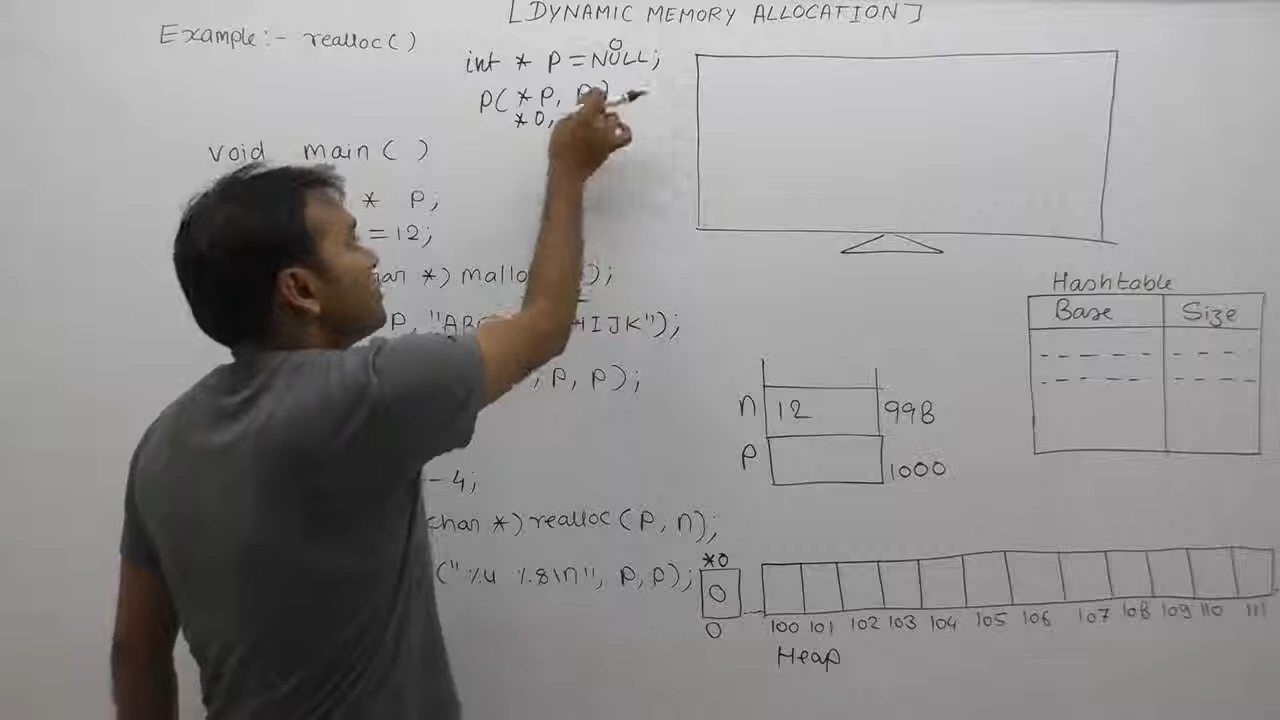 [DYNAMIC MEMORY ALLOCATION]
Example:- realloc()
int * P = NULL;
0
P( * P, P)
*0,
void main( )
* P;
=12;
char *) mallo );
P, "ABC HIJK");
, P, P);
- 4;
char *) realloc (P, n);
("%u %s\n", P, P);
Hashtable
Base Size
n 12 998
P 1000
*0
0
0 100 101 102 103 104 105 106 107 108 109 110 111
Heap